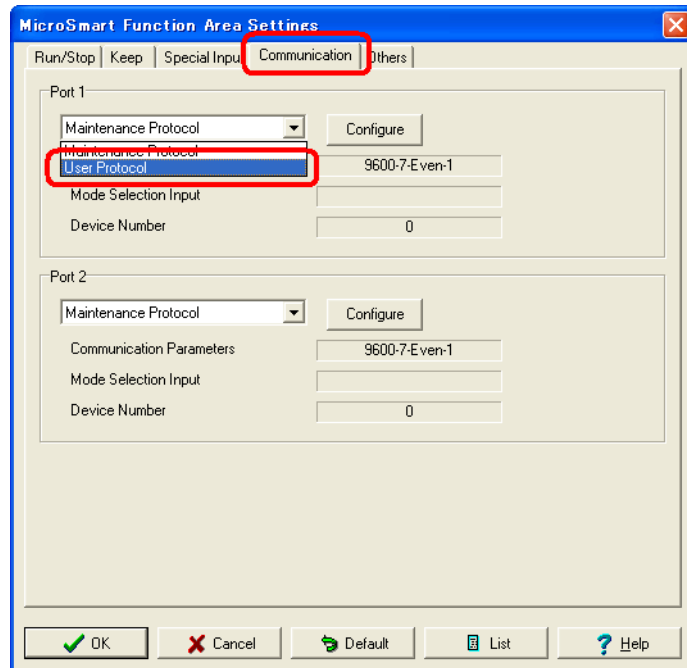 MicroSmart Function Area Settings
Run/Stop Keep Special Inpu Communication Others
Port 1
Maintenance Protocol Configure
Maintenance Protocol
User Protocol 9600-7-Even-1
Mode Selection Input
Device Number 0
Port 2
Maintenance Protocol Configure
Communication Parameters 9600-7-Even-1
Mode Selection Input
Device Number 0
OK Cancel Default List ? Help